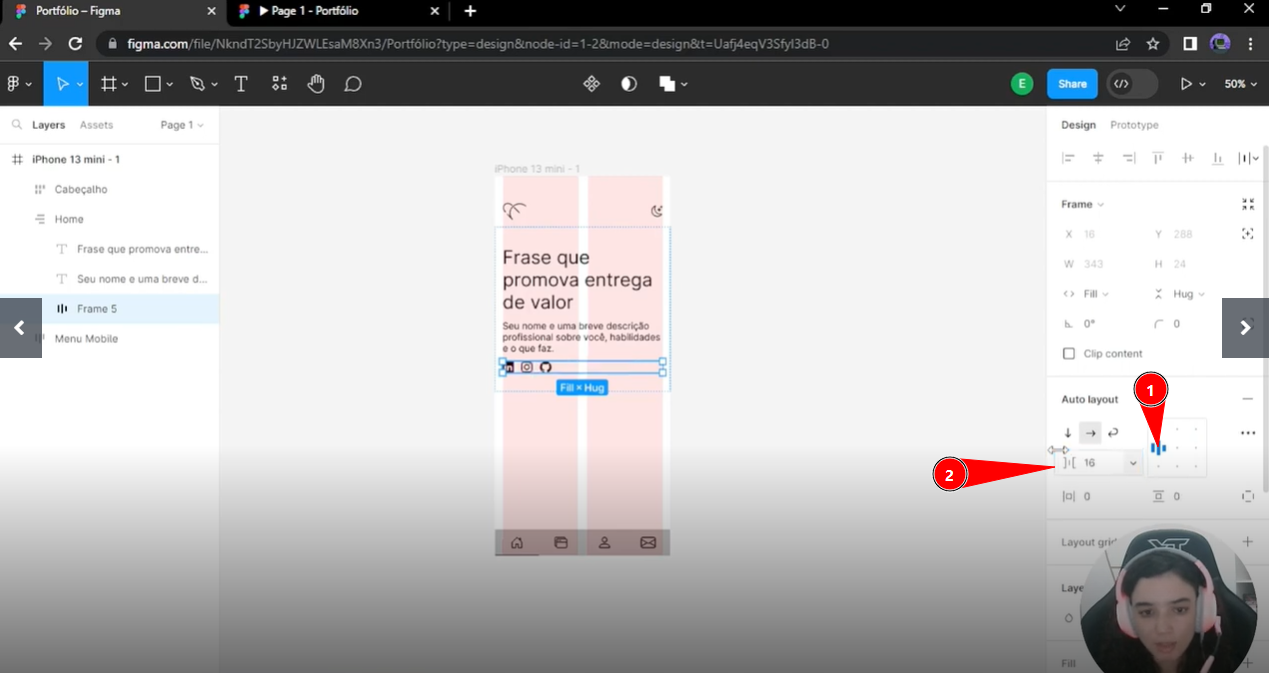 Portfólio – Figma
Page 1 - Portfólio
figma.com/file/NkndT2SbyHJZWLEsaM8Xn3/Portfólio?type=design&node-id=1-2&mode=design&t=Uafj4eqV3SfyI3dB-0
E
Share
50%
Layers
Assets
Page 1
iPhone 13 mini - 1
Cabeçalho
Home
Frase que promova entre...
Seu nome e uma breve d...
Frame 5
Menu Mobile
iPhone 13 mini - 1
Frase que
promova entrega
de valor
Seu nome e uma breve descrição
profissional sobre você, habilidades
e o que faz.
Fill × Hug
Design
Prototype
Frame
X 16
Y 288
W 343
H 24
Fill
Hug
0°
0
Clip content
Auto layout
1
2
16
0
0
Layout grid
Laye
Fill